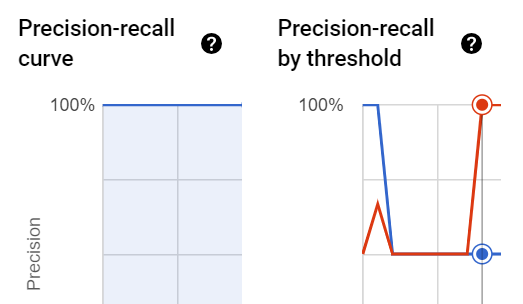 Precision-recall
curve
?
Precision-recall
by threshold
?
100%
100%
Precision